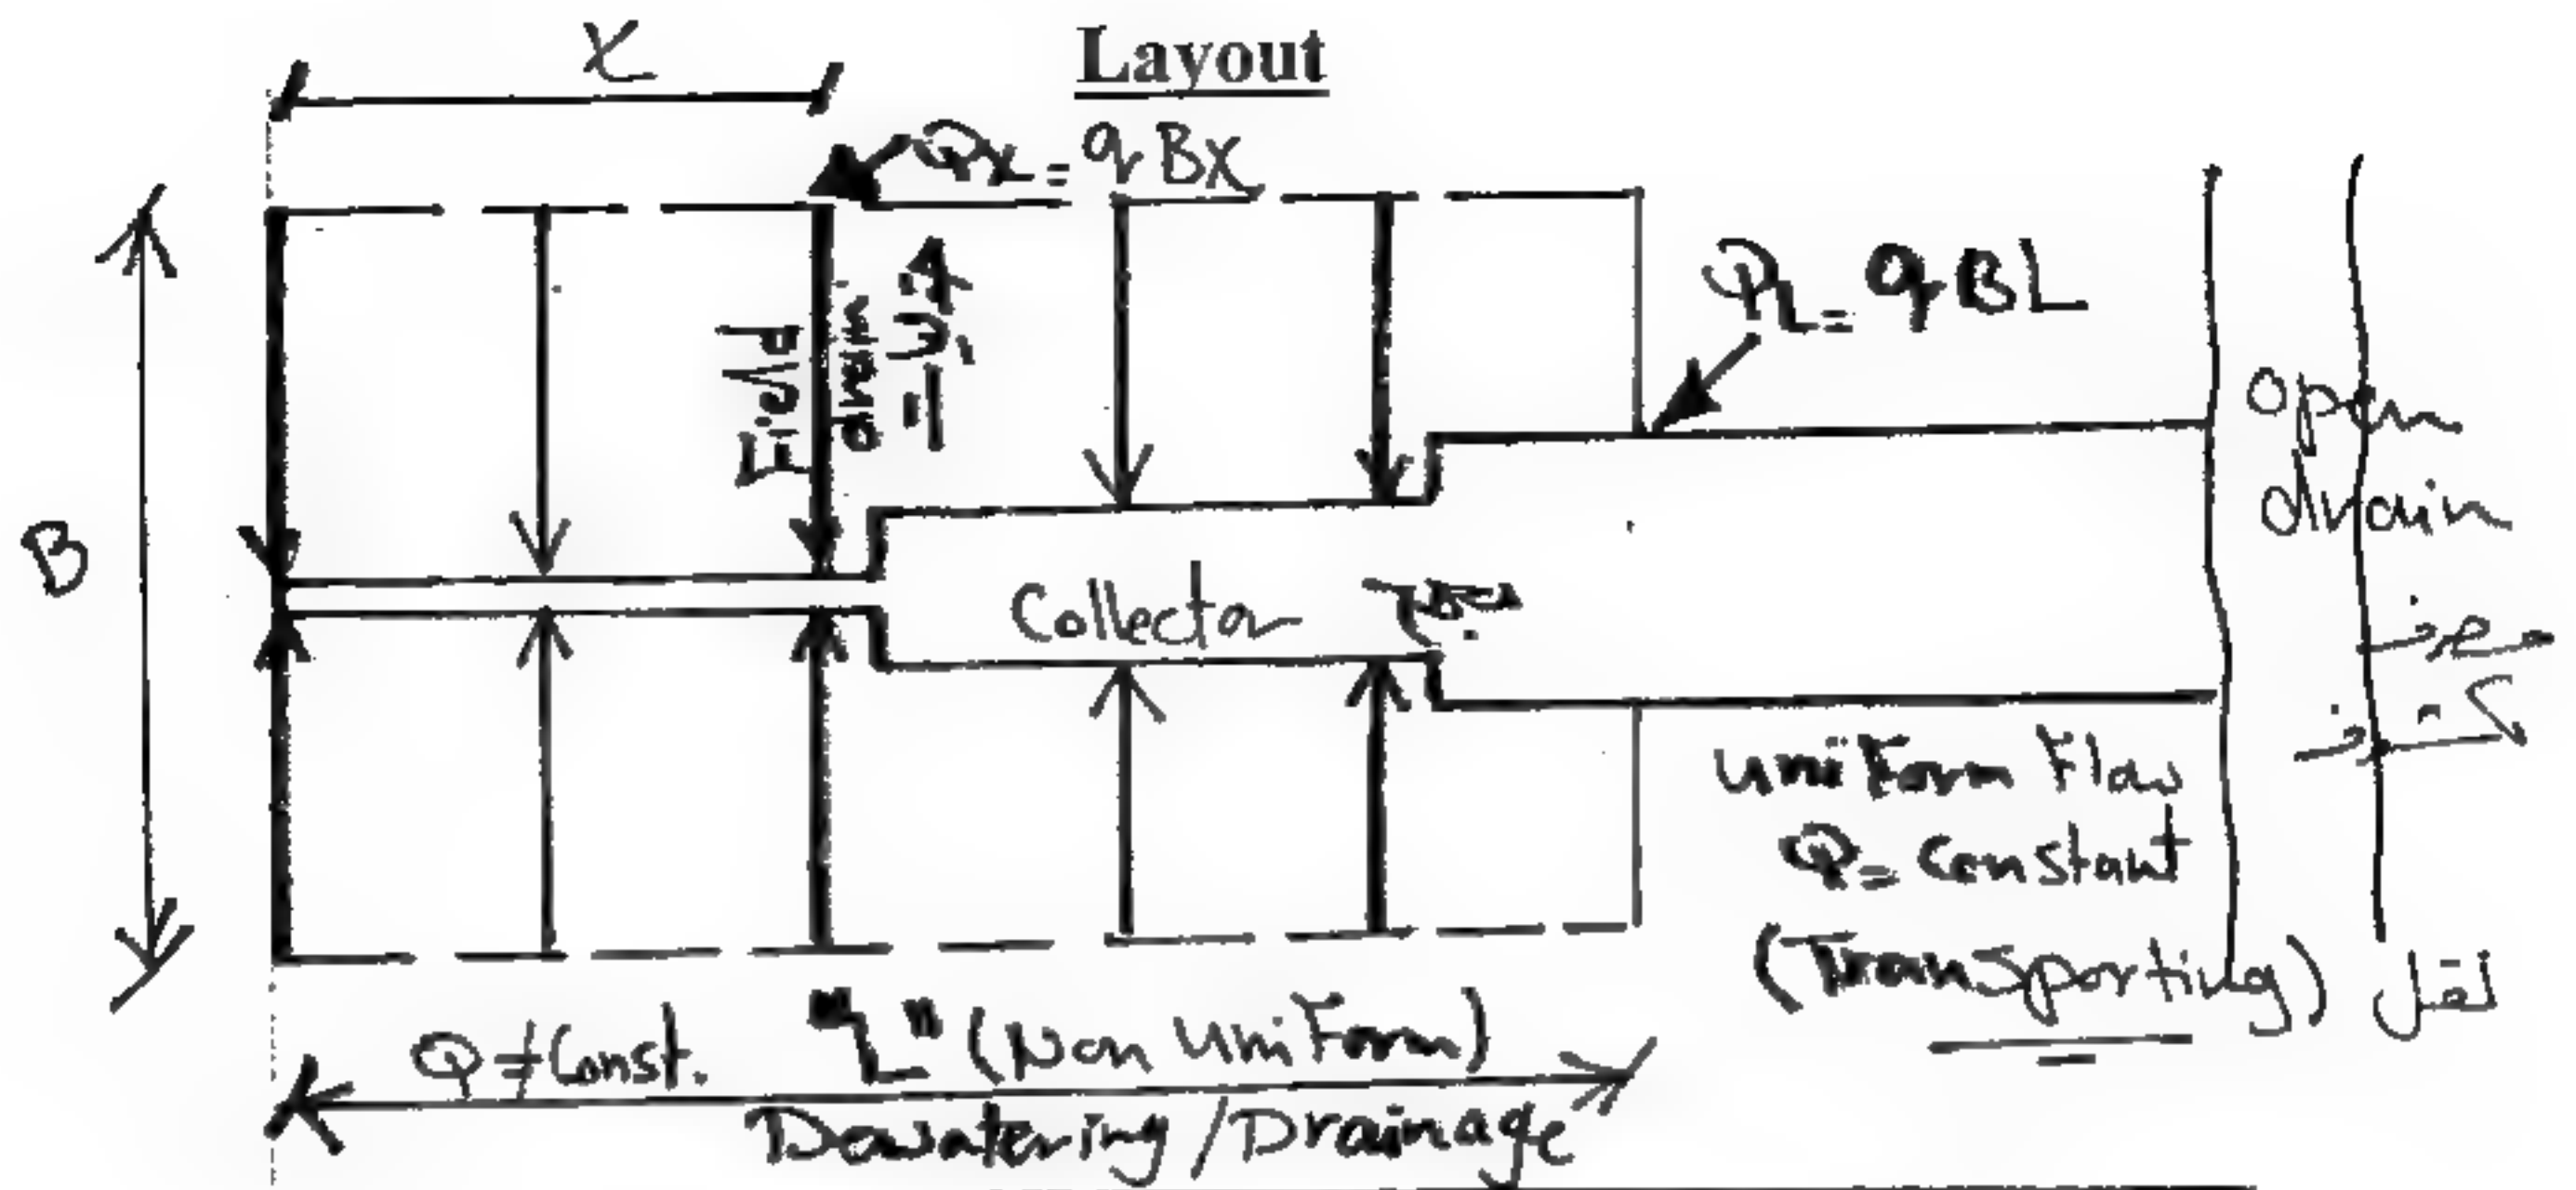 Layout
X
Qx = qBX
B
Field
drain
QL = qBL
Open
drain
Collector
Uniform Flow
Q = Constant
(Transporting)
Q ≠ Const. "L" (Non Uniform)
Dewatering / Drainage